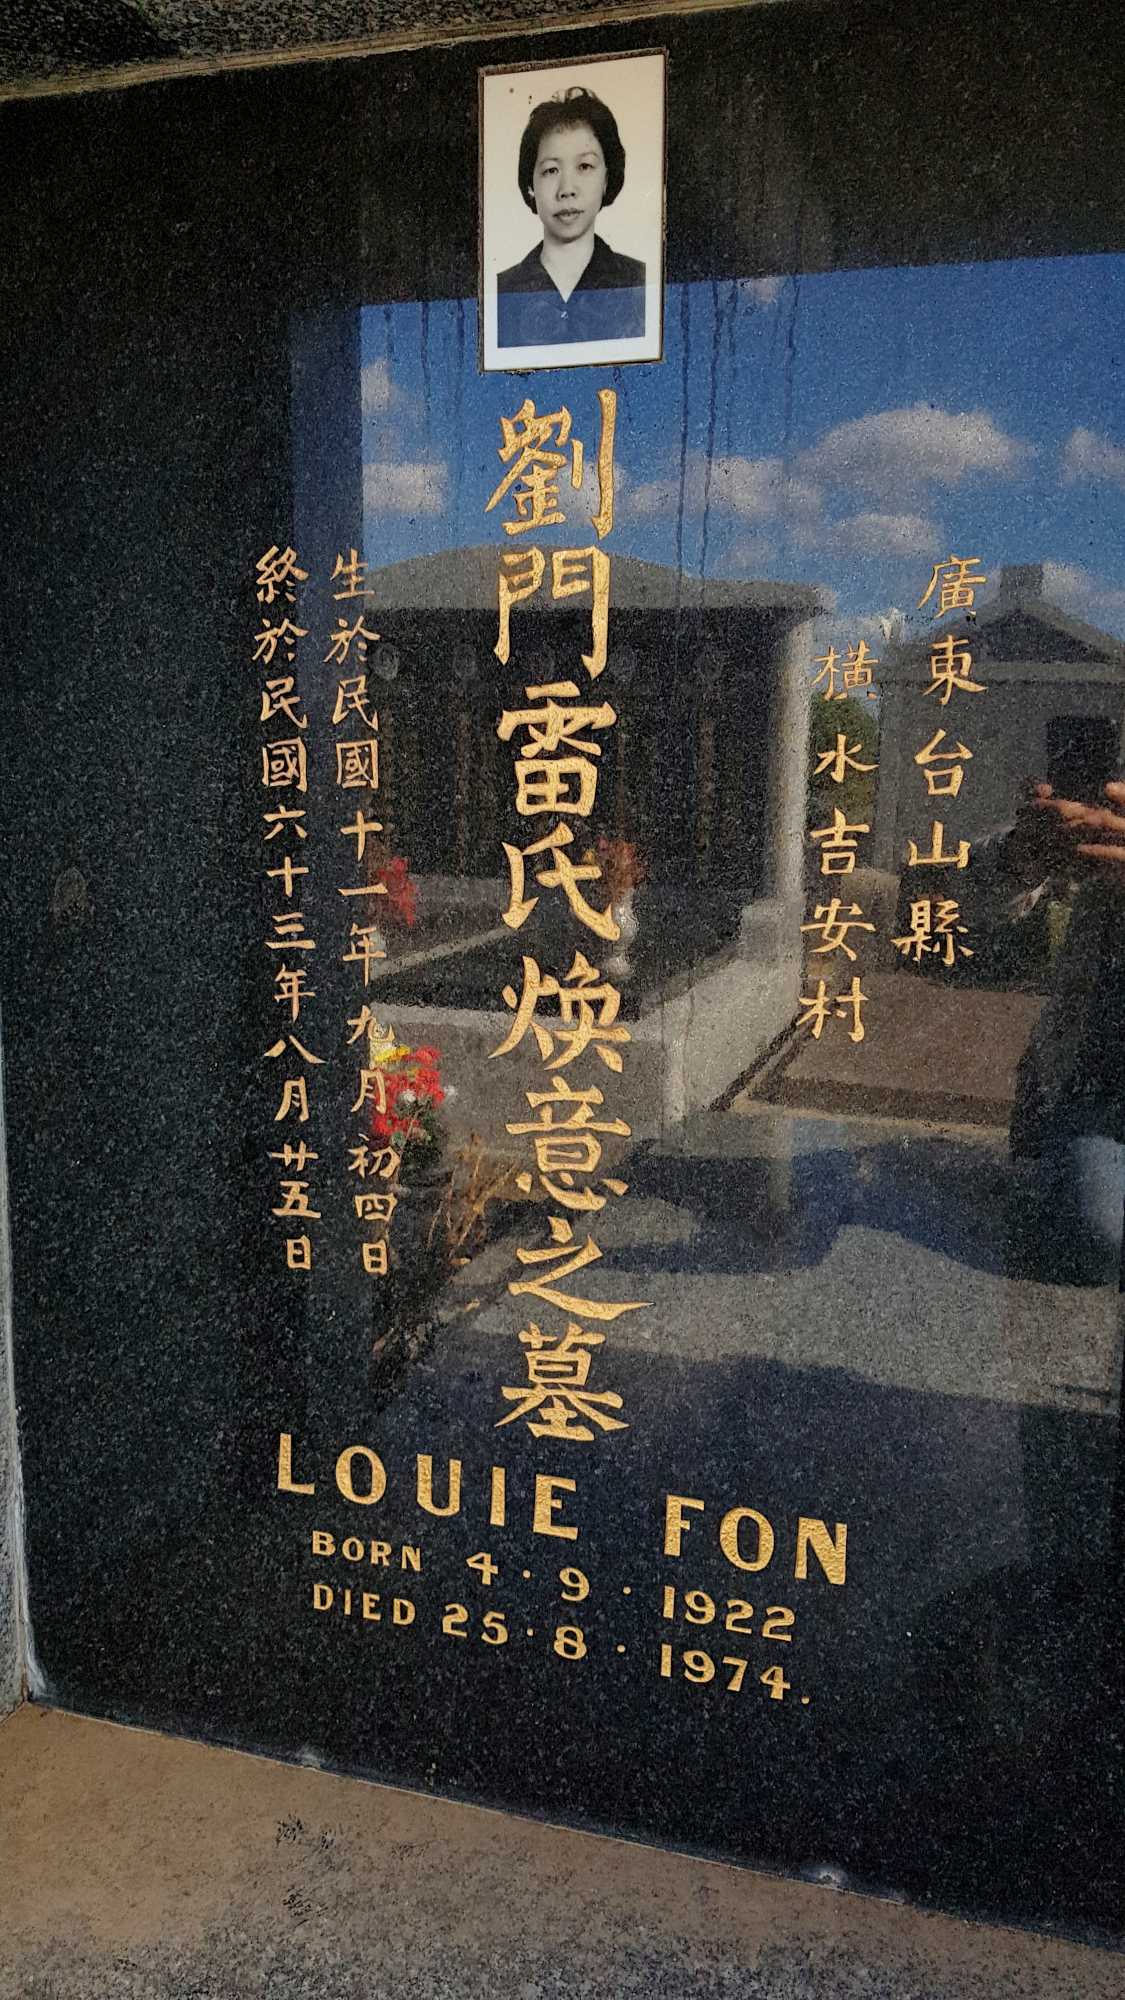 廣東台山縣
橫水吉安村
劉門雷氏煥意之墓
生於民國十一年九月初四日
終於民國六十三年八月廿五日
LOUIE FON
BORN 4·9·1922
DIED 25·8·1974.